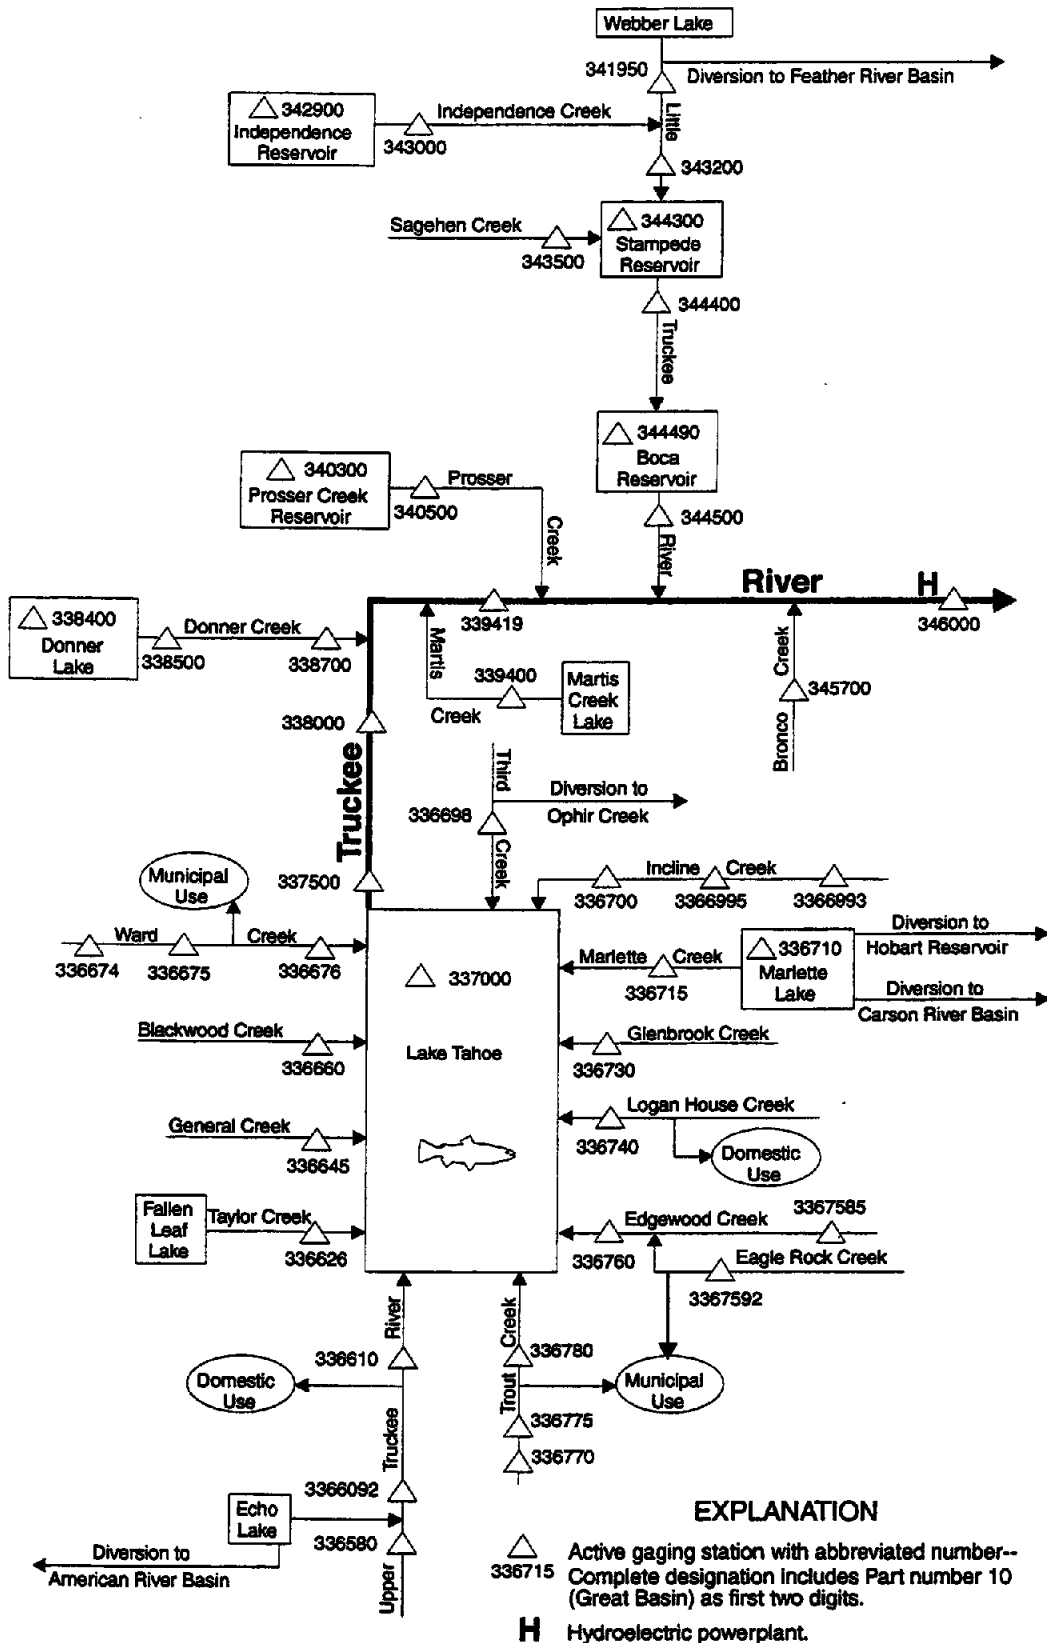 Webber Lake
341950
Diversion to Feather River Basin
342900
Independence
Reservoir
Independence Creek
343000
Little
343200
Sagehen Creek
343500
344300
Stampede
Reservoir
344400
Truckee
344490
Boca
Reservoir
340300
Prosser Creek
Reservoir
Prosser
340500
Creek
344500
River
River
H
346000
338400
Donner
Lake
Donner Creek
338500
338700
339419
Martis
Creek
339400
Martis
Creek
Lake
Creek
345700
Bronco
338000
Truckee
Third
Diversion to
Ophir Creek
336698
Creek
Municipal
Use
337500
Incline Creek
336700
3366995
3366993
Ward Creek
336674
336675
336676
337000
Lake Tahoe
Marlette Creek
336715
336710
Marlette
Lake
Diversion to
Hobart Reservoir
Diversion to
Carson River Basin
Blackwood Creek
336660
Glenbrook Creek
336730
General Creek
336645
Logan House Creek
336740
Domestic
Use
Fallen
Leaf
Lake
Taylor Creek
336626
Edgewood Creek
3367585
336760
Eagle Rock Creek
3367592
River
336610
Domestic
Use
Truckee
3366092
Echo
Lake
336580
Diversion to
American River Basin
Upper
Creek
336780
Trout
Municipal
Use
336775
336770
EXPLANATION
336715
Active gaging station with abbreviated number--
Complete designation includes Part number 10
(Great Basin) as first two digits.
H Hydroelectric powerplant.